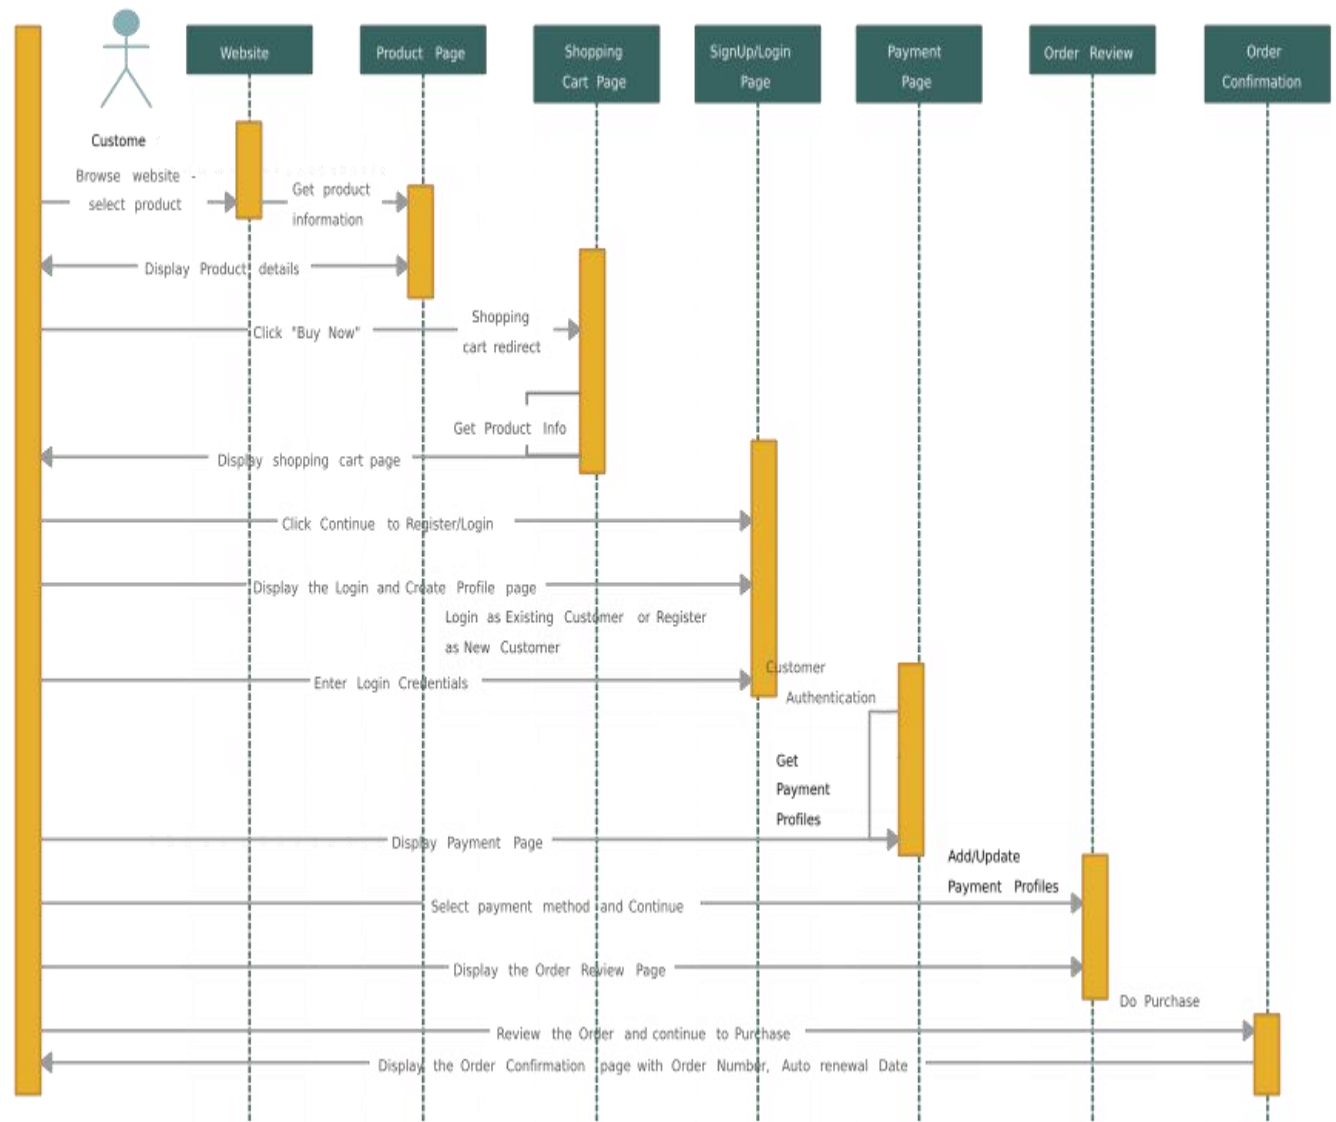 Website
Product Page
Shopping
Cart Page
SignUp/Login
Page
Payment
Page
Order Review
Order
Confirmation
Custome
Browse website -
select product
Get product
information
Display Product details
Click "Buy Now"
Shopping
cart redirect
Get Product Info
Display shopping cart page
Click Continue to Register/Login
Display the Login and Create Profile page
Login as Existing Customer or Register
as New Customer
Enter Login Credentials
Customer
Authentication
Get
Payment
Profiles
Display Payment Page
Add/Update
Payment Profiles
Select payment method and Continue
Display the Order Review Page
Do Purchase
Review the Order and continue to Purchase
Display the Order Confirmation page with Order Number, Auto renewal Date